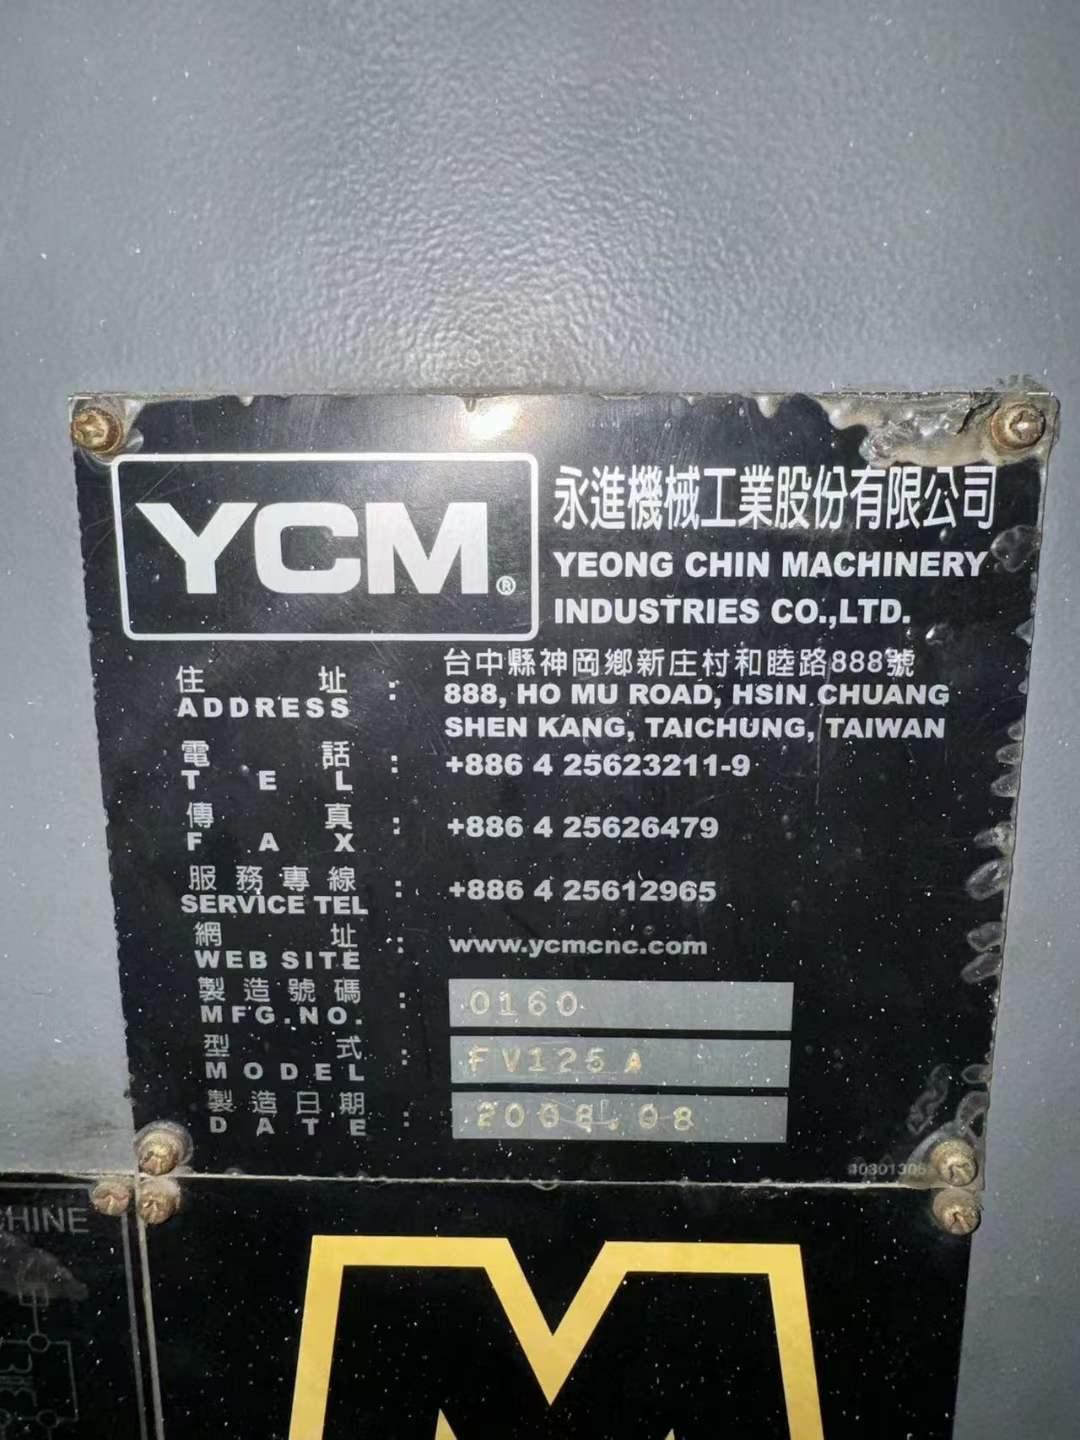 YCM®
永進機械工業股份有限公司
YEONG CHIN MACHINERY
INDUSTRIES CO.,LTD.
住址: 台中縣神岡鄉新庄村和睦路888號
ADDRESS 888, HO MU ROAD, HSIN CHUANG
SHEN KANG, TAICHUNG, TAIWAN
電話: +886 4 25623211-9
TEL
傳真: +886 4 25626479
FAX
服務專線: +886 4 25612965
SERVICE TEL
網址: www.ycmcnc.com
WEB SITE
製造號碼: 0160
MFG.NO.
型式: FV125A
MODEL
製造日期: 2008.08
DATE
CHINE